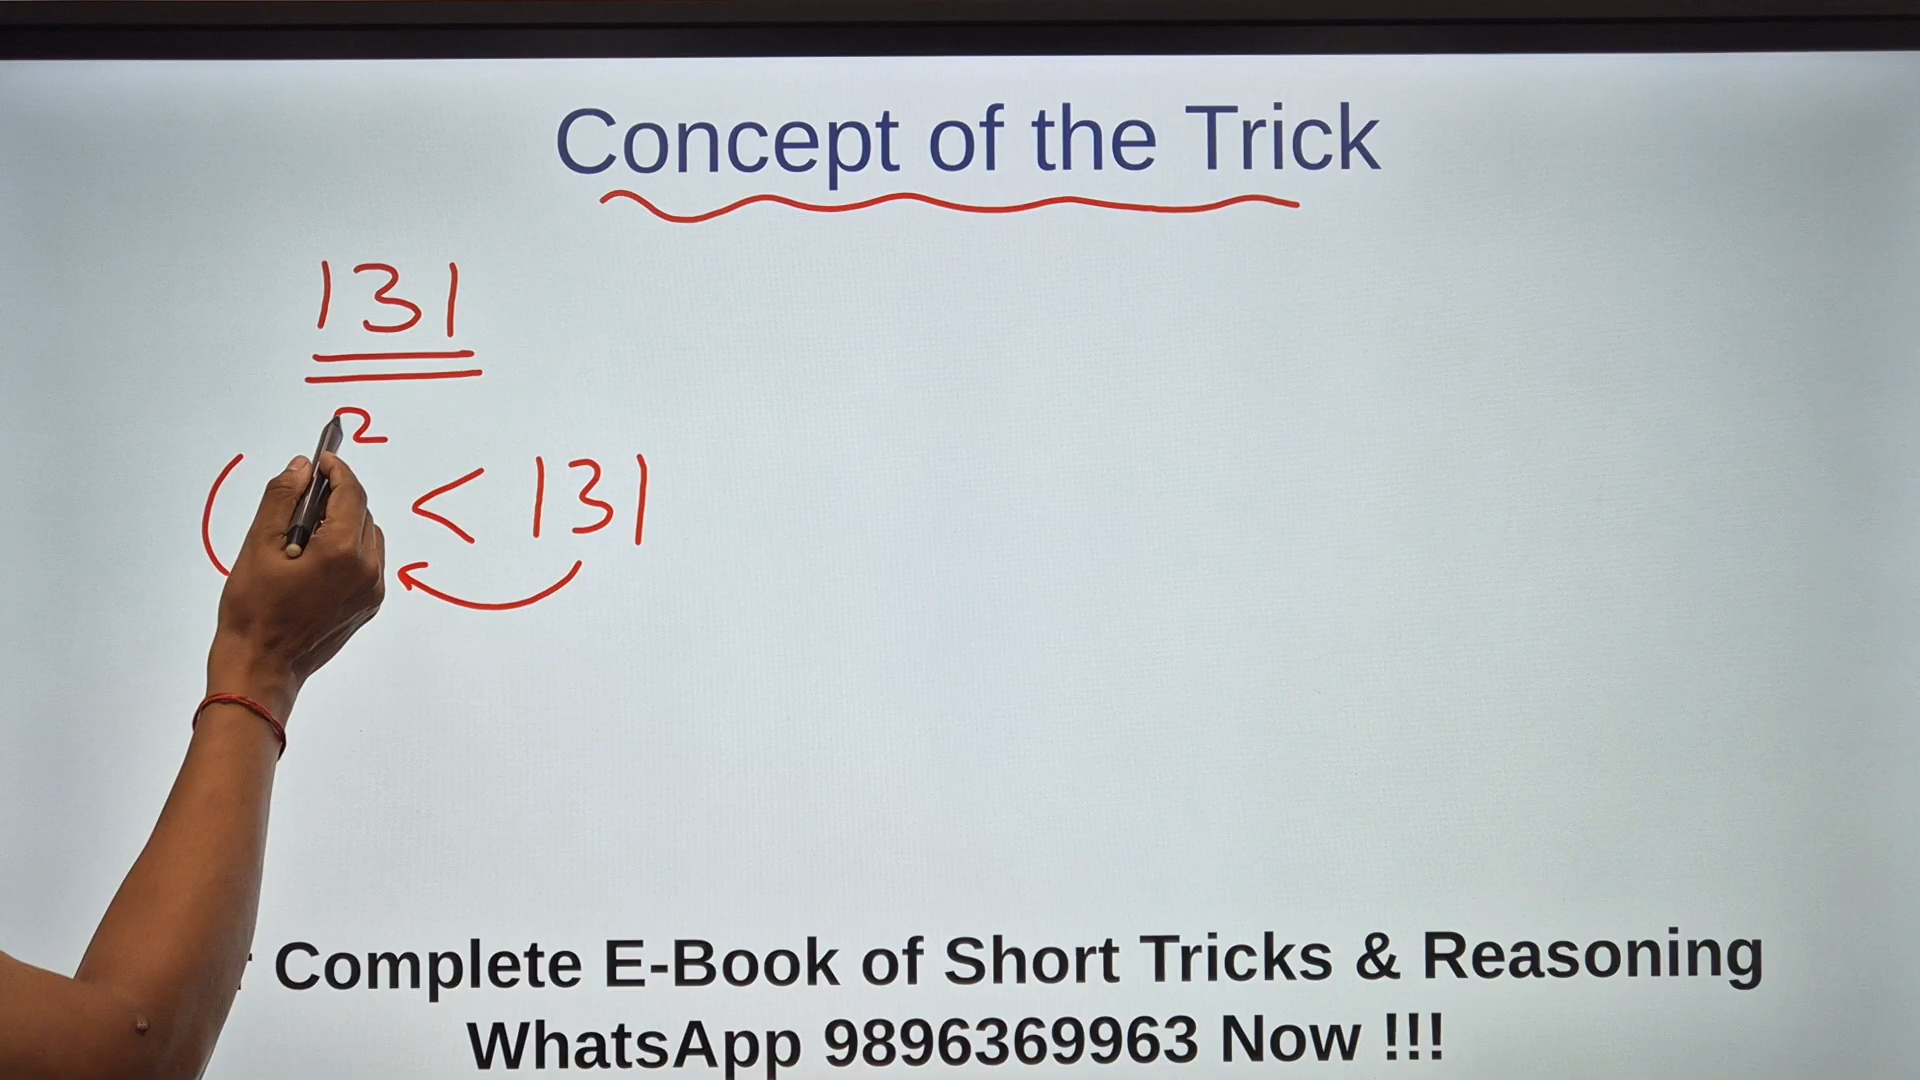 Concept of the Trick
131
( 2 < 131
Complete E-Book of Short Tricks & Reasoning
WhatsApp 9896369963 Now !!!